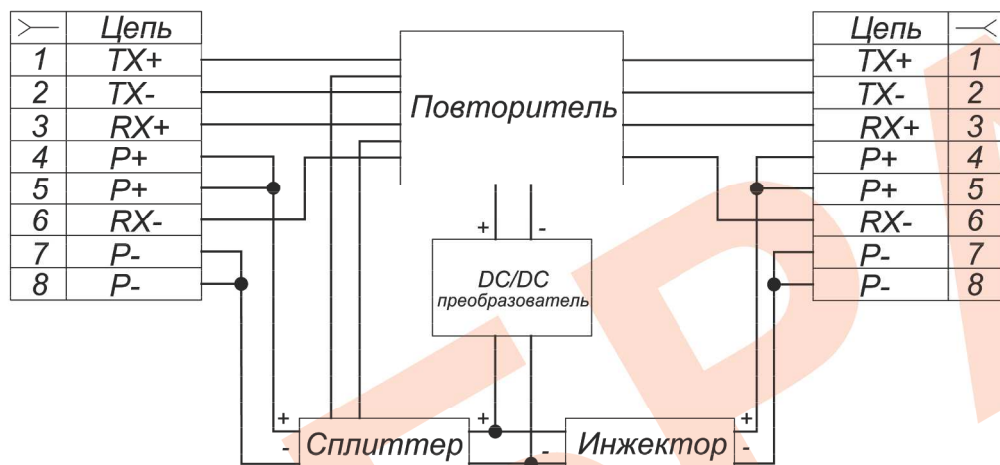 Цепь
1 TX+
2 TX-
3 RX+
4 P+
5 P+
6 RX-
7 P-
8 P-
Повторитель
+ -
DC/DC
преобразователь
+ - Сплиттер + - Инжектор + -
Цепь
TX+ 1
TX- 2
RX+ 3
P+ 4
P+ 5
RX- 6
P- 7
P- 8